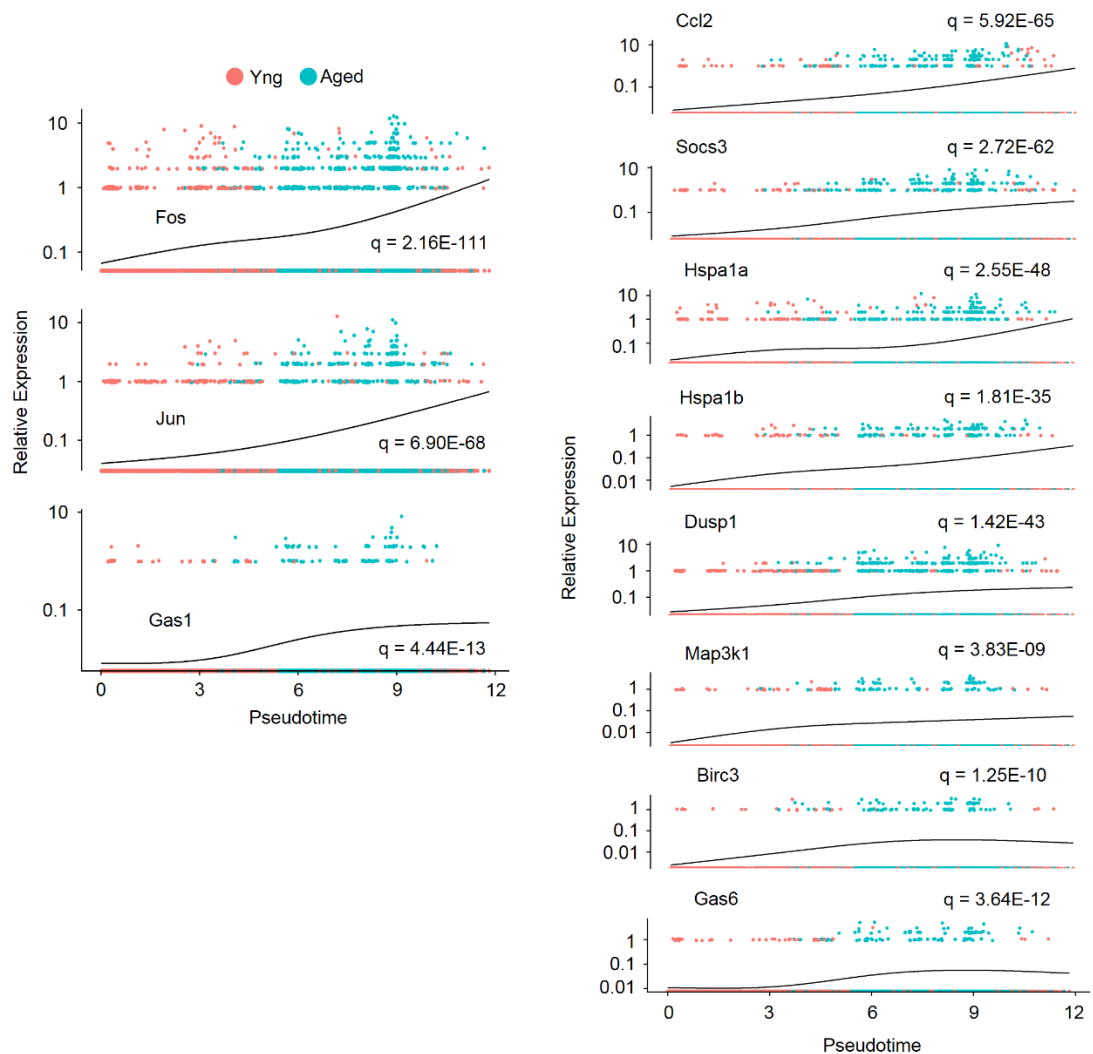 Yng Aged
Relative Expression
10
1
0.1
Fos
q = 2.16E-111
10
1
0.1
Jun
q = 6.90E-68
10
0.1
Gas1
q = 4.44E-13
0 3 6 9 12
Pseudotime
Relative Expression
Ccl2 q = 5.92E-65
10
0.1
Socs3 q = 2.72E-62
10
0.1
Hspa1a q = 2.55E-48
10
1
0.1
Hspa1b q = 1.81E-35
1
0.1
0.01
Dusp1 q = 1.42E-43
10
1
0.1
Map3k1 q = 3.83E-09
1
0.1
0.01
Birc3 q = 1.25E-10
1
0.1
0.01
Gas6 q = 3.64E-12
1
0.1
0.01
0 3 6 9 12
Pseudotime